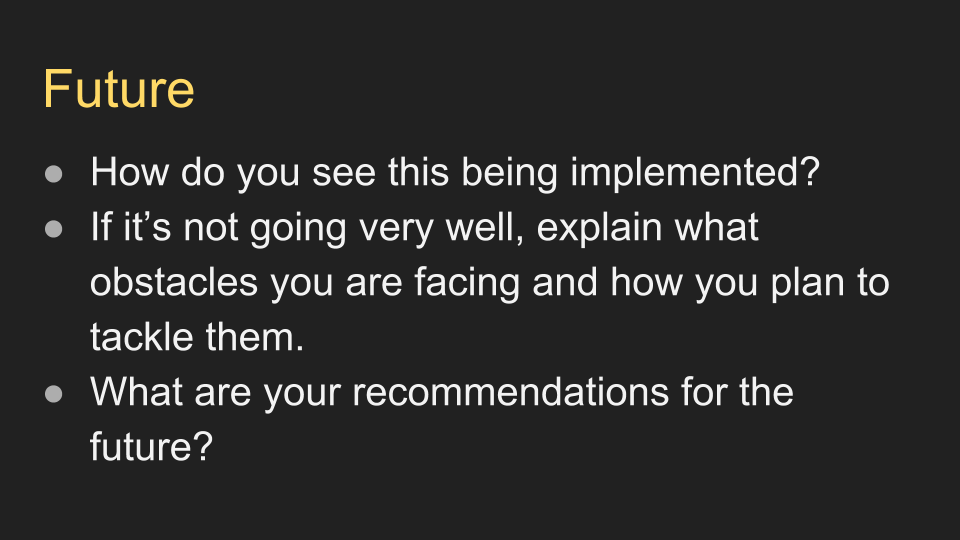 Future
● How do you see this being implemented?
● If it’s not going very well, explain what
obstacles you are facing and how you plan to
tackle them.
● What are your recommendations for the
future?